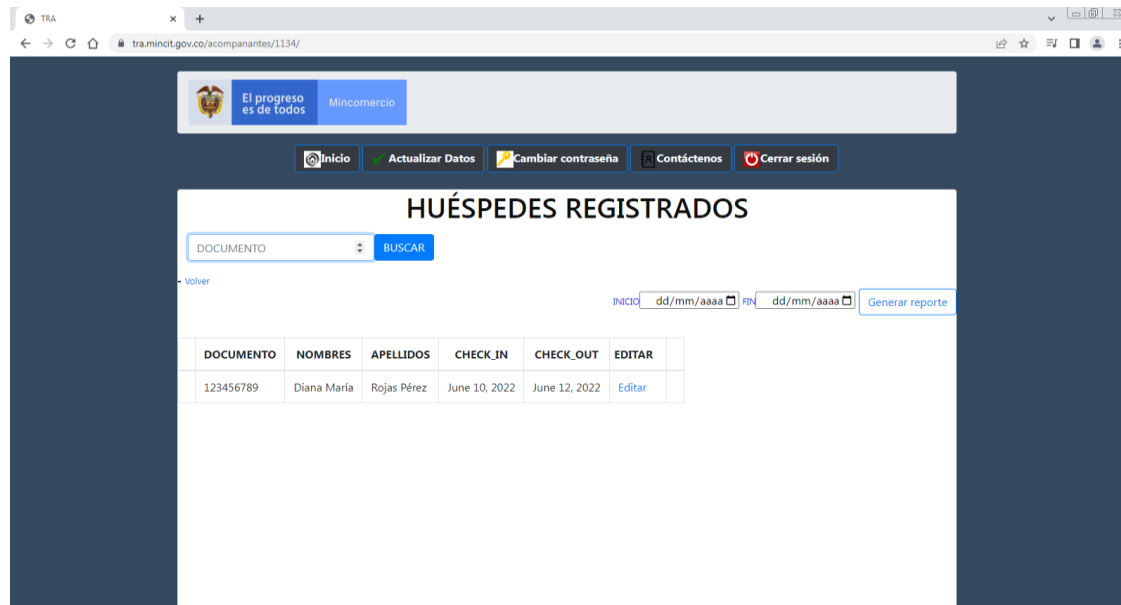 TRA
tra.mincit.gov.co/acompanantes/1134/
El progreso
es de todos
Mincomercio
Inicio Actualizar Datos Cambiar contraseña Contáctenos Cerrar sesión
HUÉSPEDES REGISTRADOS
DOCUMENTO BUSCAR
- Volver
INICIO dd/mm/aaaa FIN dd/mm/aaaa Generar reporte
DOCUMENTO NOMBRES APELLIDOS CHECK_IN CHECK_OUT EDITAR
123456789 Diana María Rojas Pérez June 10, 2022 June 12, 2022 Editar